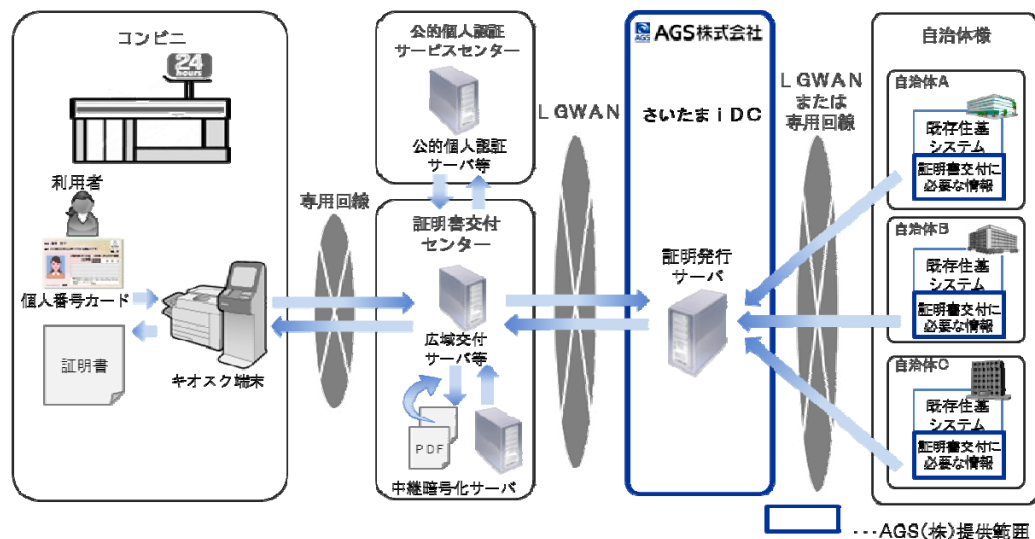 コンビニ
24
hours
利用者
個人番号カード
証明書
キオスク端末
専用回線
公的個人認証
サービスセンター
公的個人認証
サーバ等
証明書交付
センター
広域交付
サーバ等
PDF
中継暗号化サーバ
LGWAN
AGS
AGS株式会社
さいたまiDC
証明発行
サーバ
LGWAN
または
専用回線
自治体様
自治体A
既存住基
システム
証明書交付に
必要な情報
自治体B
既存住基
システム
証明書交付に
必要な情報
自治体C
既存住基
システム
証明書交付に
必要な情報
･･･AGS(株)提供範囲